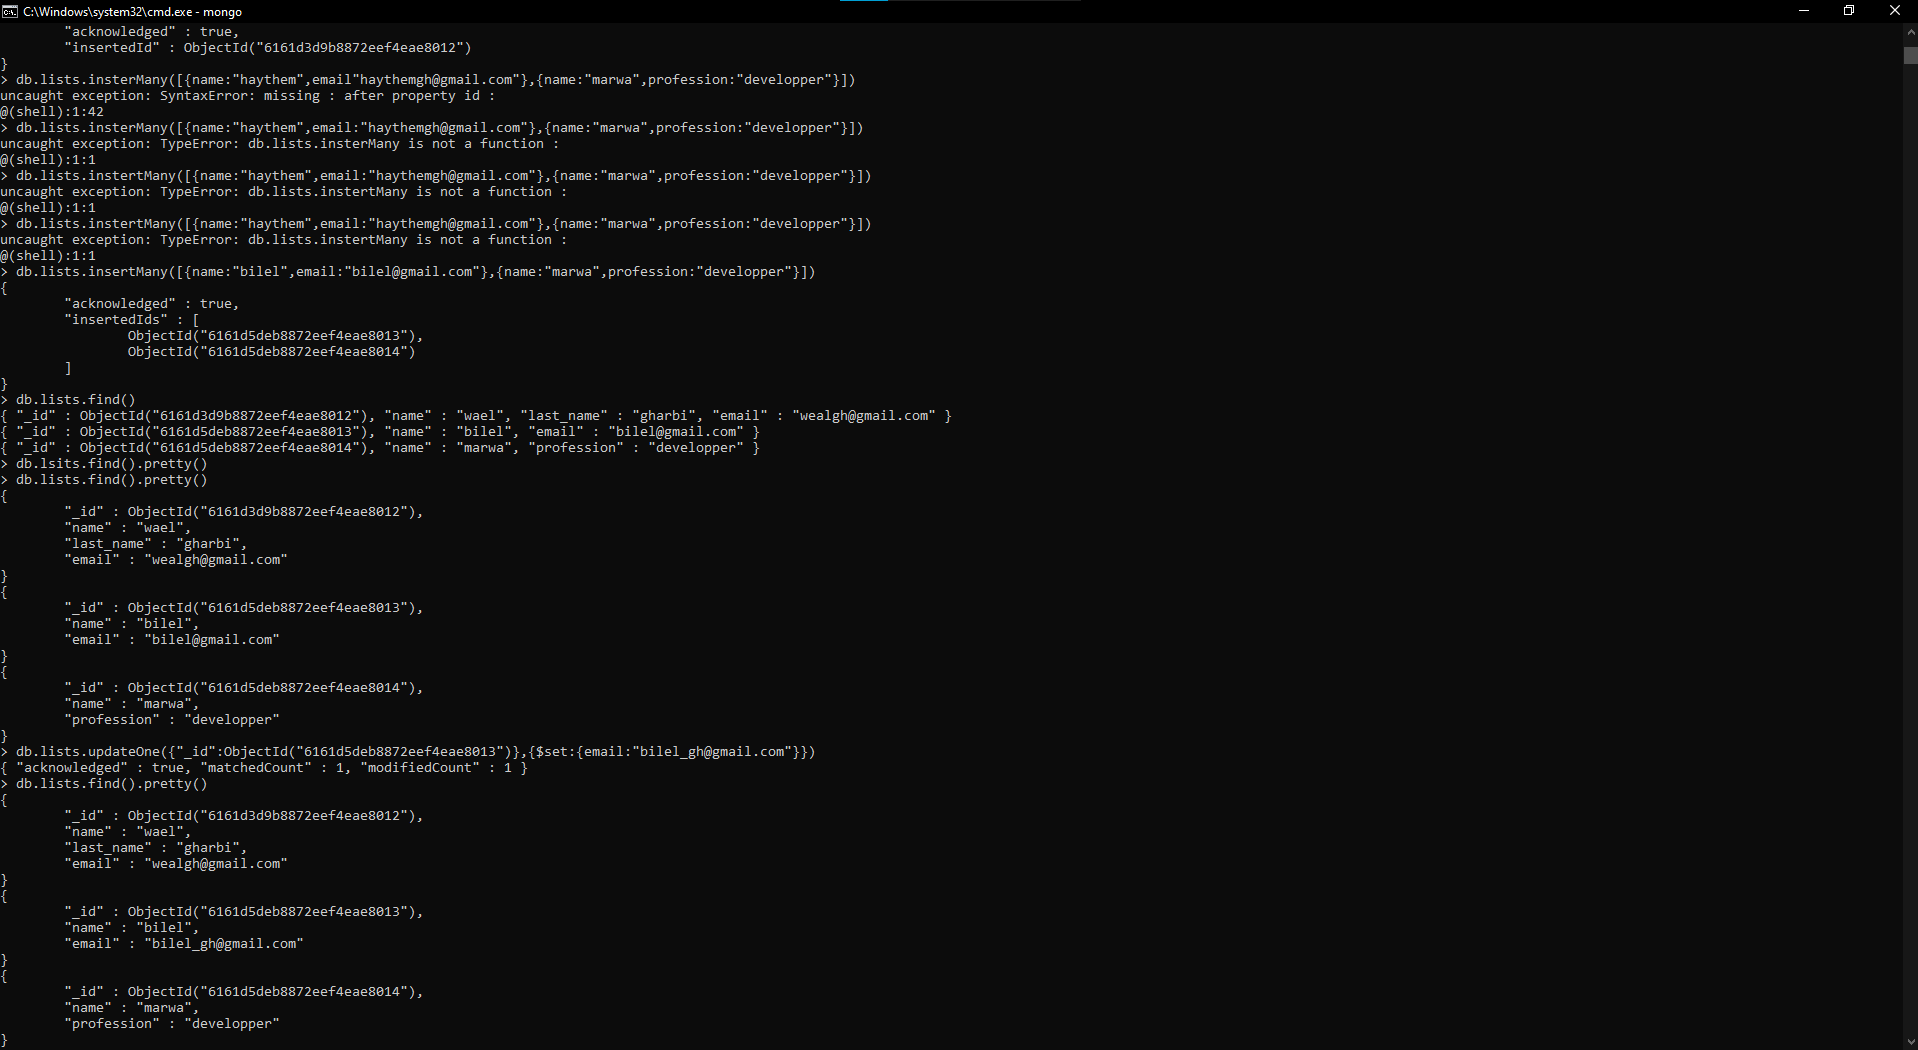 C:\Windows\system32\cmd.exe - mongo
        "acknowledged" : true,
        "insertedId" : ObjectId("6161d3d9b8872eef4eae8012")
}
> db.lists.insterMany([{name:"haythem",email"haythemgh@gmail.com"},{name:"marwa",profession:"developper"}])
uncaught exception: SyntaxError: missing : after property id :
@(shell):1:42
> db.lists.insterMany([{name:"haythem",email:"haythemgh@gmail.com"},{name:"marwa",profession:"developper"}])
uncaught exception: TypeError: db.lists.insterMany is not a function :
@(shell):1:1
> db.lists.instertMany([{name:"haythem",email:"haythemgh@gmail.com"},{name:"marwa",profession:"developper"}])
uncaught exception: TypeError: db.lists.instertMany is not a function :
@(shell):1:1
> db.lists.instertMany([{name:"haythem",email:"haythemgh@gmail.com"},{name:"marwa",profession:"developper"}])
uncaught exception: TypeError: db.lists.instertMany is not a function :
@(shell):1:1
> db.lists.insertMany([{name:"bilel",email:"bilel@gmail.com"},{name:"marwa",profession:"developper"}])
{
        "acknowledged" : true,
        "insertedIds" : [
                ObjectId("6161d5deb8872eef4eae8013"),
                ObjectId("6161d5deb8872eef4eae8014")
        ]
}
> db.lists.find()
{ "_id" : ObjectId("6161d3d9b8872eef4eae8012"), "name" : "wael", "last_name" : "gharbi", "email" : "wealgh@gmail.com" }
{ "_id" : ObjectId("6161d5deb8872eef4eae8013"), "name" : "bilel", "email" : "bilel@gmail.com" }
{ "_id" : ObjectId("6161d5deb8872eef4eae8014"), "name" : "marwa", "profession" : "developper" }
> db.lsits.find().pretty()
> db.lists.find().pretty()
{
        "_id" : ObjectId("6161d3d9b8872eef4eae8012"),
        "name" : "wael",
        "last_name" : "gharbi",
        "email" : "wealgh@gmail.com"
}
{
        "_id" : ObjectId("6161d5deb8872eef4eae8013"),
        "name" : "bilel",
        "email" : "bilel@gmail.com"
}
{
        "_id" : ObjectId("6161d5deb8872eef4eae8014"),
        "name" : "marwa",
        "profession" : "developper"
}
> db.lists.updateOne({"_id":ObjectId("6161d5deb8872eef4eae8013")},{$set:{email:"bilel_gh@gmail.com"}})
{ "acknowledged" : true, "matchedCount" : 1, "modifiedCount" : 1 }
> db.lists.find().pretty()
{
        "_id" : ObjectId("6161d3d9b8872eef4eae8012"),
        "name" : "wael",
        "last_name" : "gharbi",
        "email" : "wealgh@gmail.com"
}
{
        "_id" : ObjectId("6161d5deb8872eef4eae8013"),
        "name" : "bilel",
        "email" : "bilel_gh@gmail.com"
}
{
        "_id" : ObjectId("6161d5deb8872eef4eae8014"),
        "name" : "marwa",
        "profession" : "developper"
}